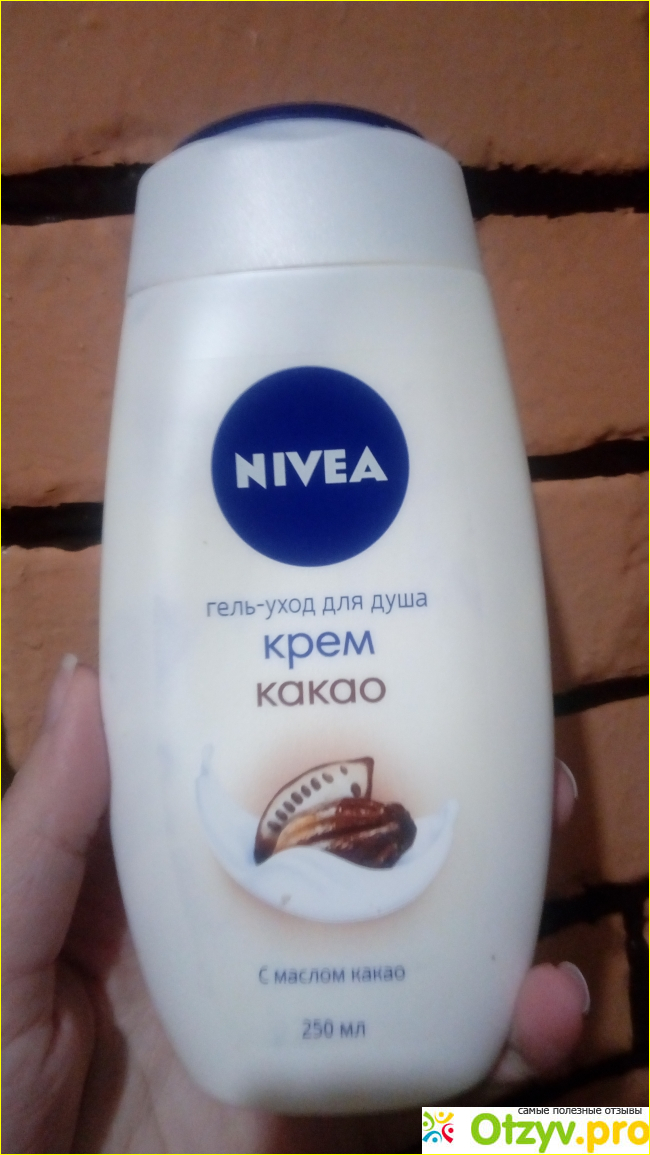 NIVEA
гель-уход для душа
крем
какао
С маслом какао
250 мл
самые полезные отзывы
Otzyv.pro